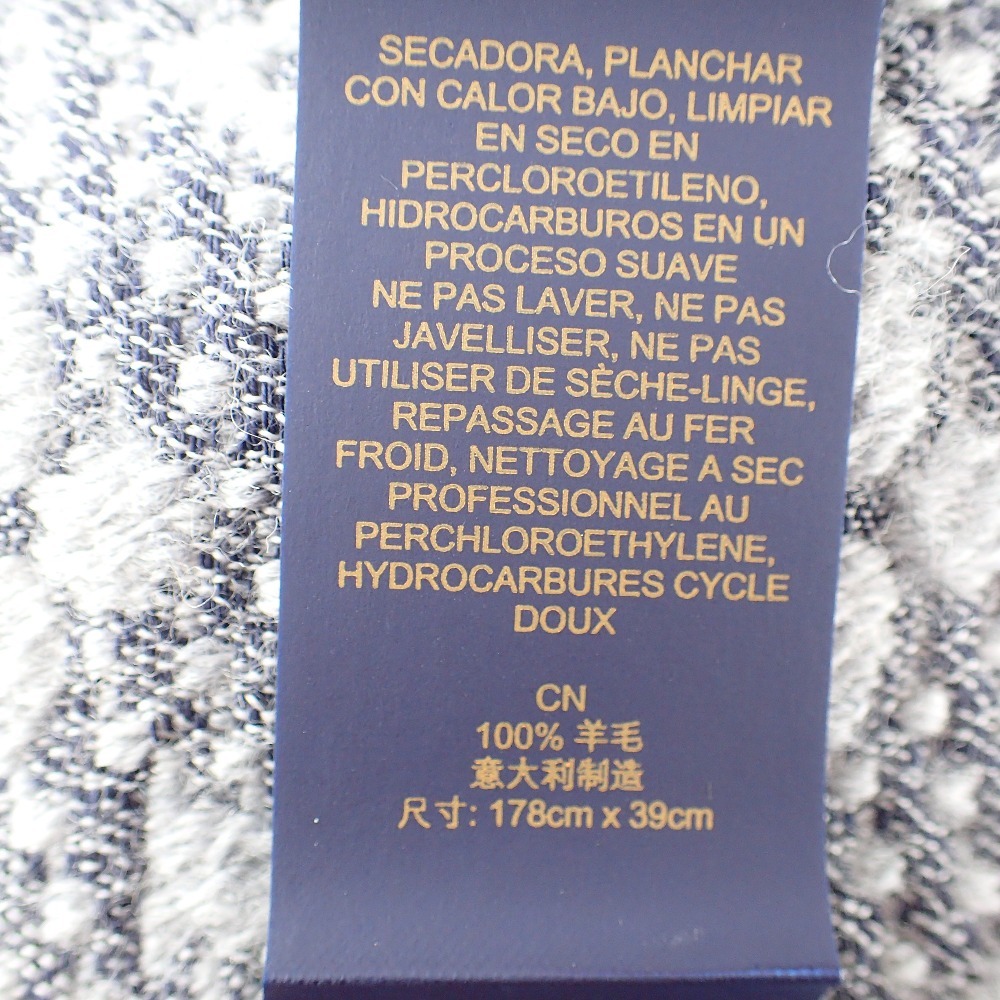 SECADORA, PLANCHAR
CON CALOR BAJO, LIMPIAR
EN SECO EN
PERCLOROETILENO,
HIDROCARBUROS EN UN
PROCESO SUAVE
NE PAS LAVER, NE PAS
JAVELLISER, NE PAS
UTILISER DE SÈCHE-LINGE,
REPASSAGE AU FER
FROID, NETTOYAGE A SEC
PROFESSIONNEL AU
PERCHLOROETHYLENE,
HYDROCARBURES CYCLE
DOUX
CN
100% 羊毛
意大利制造
尺寸: 178cm x 39cm